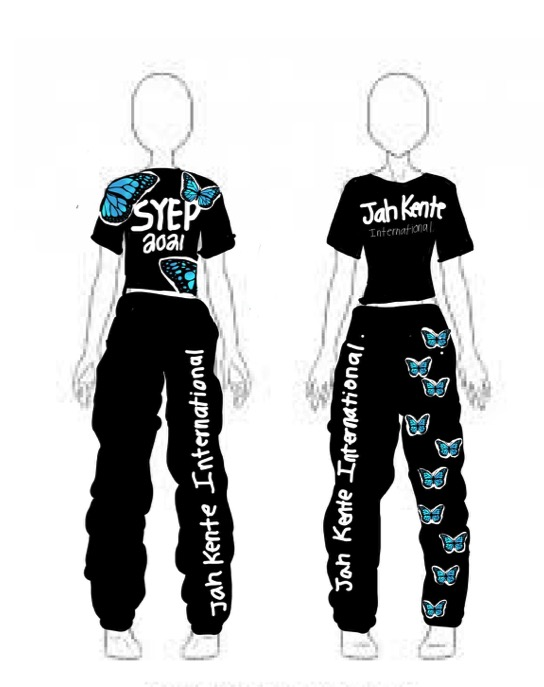 SYEP
2021
Jah Kente International
Jah Kente
International
Jah Kente International